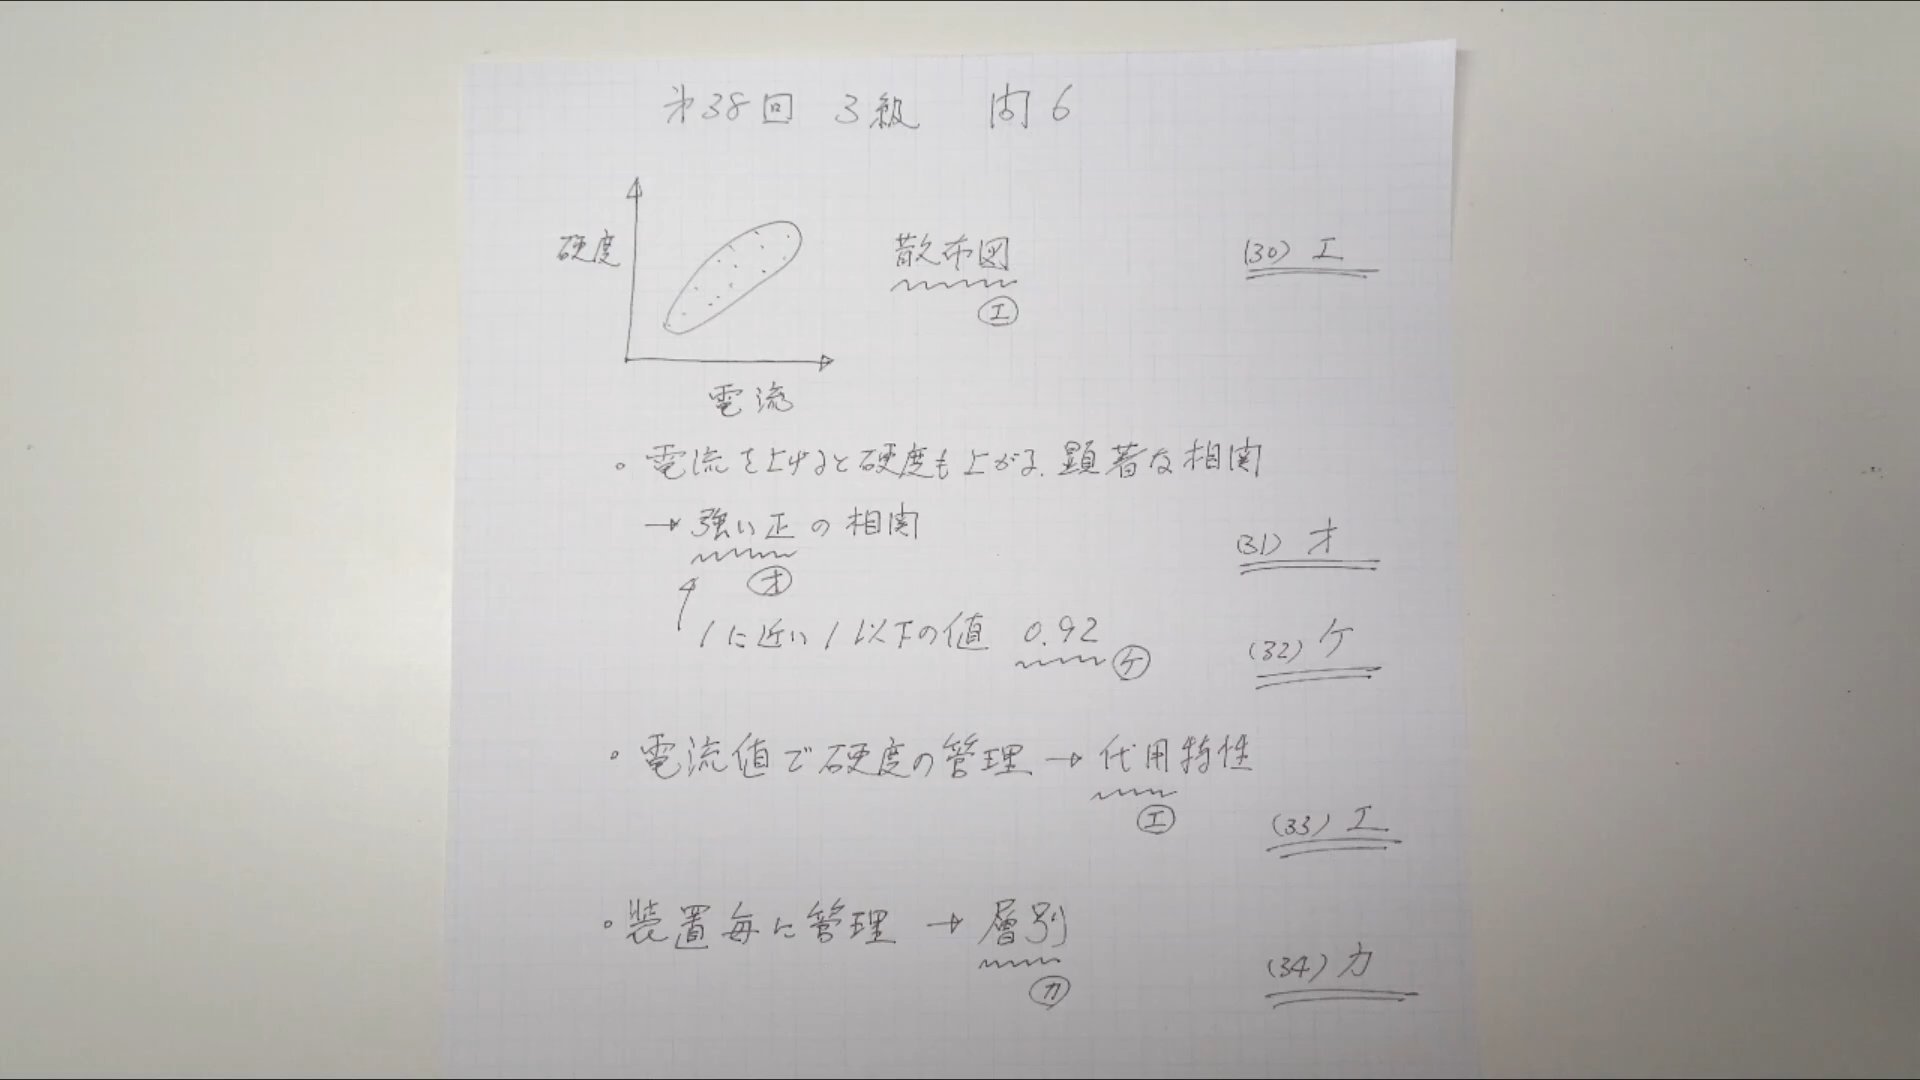 第38回 3級 問6
硬度
散布図
(30) エ
エ
電流
・電流を上げると硬度も上がる、顕著な相関
→ 強い正の相関
(31) オ
オ
1に近い1以下の値 0.92
ケ
(32) ケ
・電流値で硬度の管理 → 代用特性
エ
(33) エ
・装置毎に管理 → 層別
カ
(34) カ